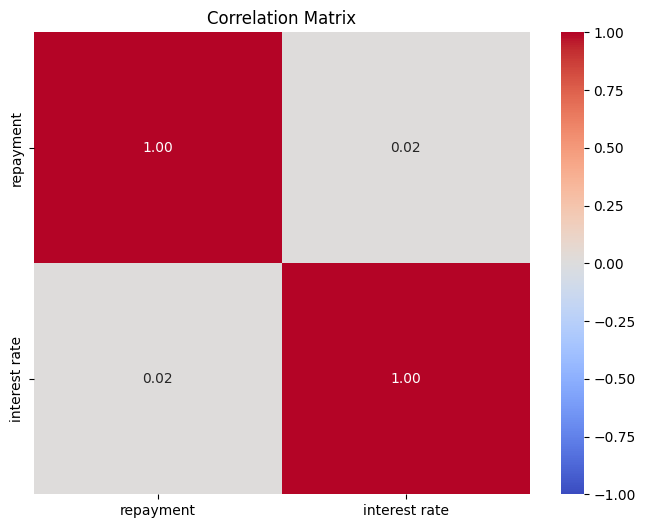 Correlation Matrix
repayment
1.00
0.02
interest rate
0.02
1.00
repayment
interest rate
1.00
0.75
0.50
0.25
0.00
−0.25
−0.50
−0.75
−1.00